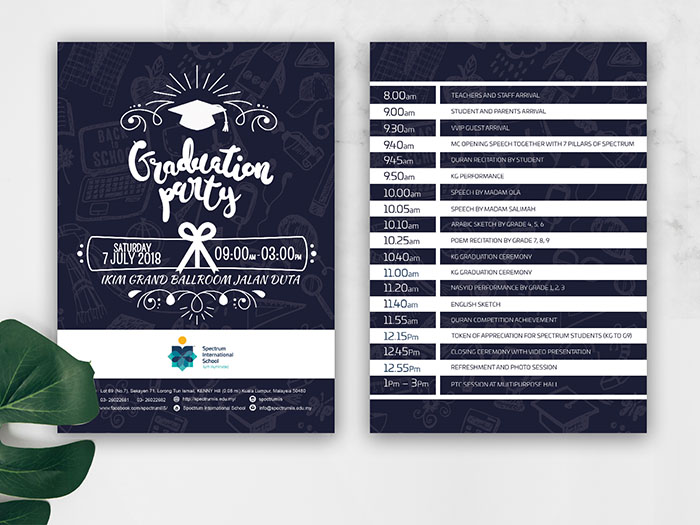 Graduation
party
SATURDAY
7 JULY 2018
09:00AM - 03:00PM
IKIM GRAND BALLROOM JALAN DUTA
Spectrum
International
School
Lot 69 (No.7), Sekayen 71, Lorong Tun Ismail, KENNY Hill (0.08 m) Kuala Lumpur, Malaysia 50480
03- 26022681 03- 26022682 http://spectrumiis.edu.my/ spectrumiis
www.facebook.com/spectrumIIS/ Spectrum International School info@spectrumiis.edu.my
8.00am TEACHERS AND STAFF ARRIVAL
9.00am STUDENT AND PARENTS ARRIVAL
9.30am VVIP GUEST ARRIVAL
9.40am MC OPENING SPEECH TOGETHER WITH 7 PILLARS OF SPECTRUM
9.45am QURAN RECITATION BY STUDENT
9.50am KG PERFORMANCE
10.00am SPEECH BY MADAM OLA
10.05am SPEECH BY MADAM SALIMAH
10.10am ARABIC SKETCH BY GRADE 4, 5, 6
10.25am POEM RECITATION BY GRADE 7, 8, 9
10.40am KG GRADUATION CEREMONY
11.00am KG GRADUATION CEREMONY
11.20am NASYID PERFORMANCE BY GRADE 1, 2, 3
11.40am ENGLISH SKETCH
11.55am QURAN COMPETITION ACHIEVEMENT
12.15Pm TOKEN OF APPRECIATION FOR SPECTRUM STUDENTS (KG TO G9)
12.45Pm CLOSING CEREMONY WITH VIDEO PRESENTATION
12.55Pm REFRESHMENT AND PHOTO SESSION
1Pm – 3Pm PTC SESSION AT MULTIPURPOSE HALL